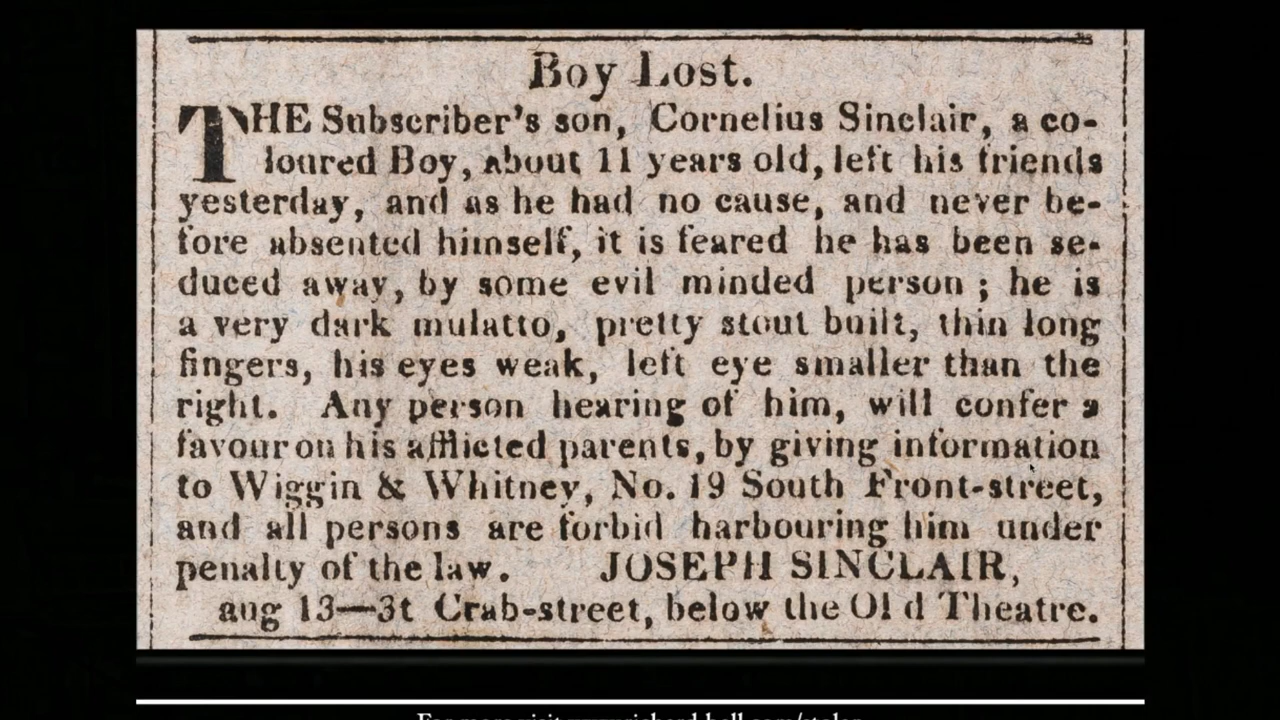 Boy Lost.
THE Subscriber's son, Cornelius Sinclair, a co-
loured Boy, about 11 years old, left his friends
yesterday, and as he had no cause, and never be-
fore absented himself, it is feared he has been se-
duced away, by some evil minded person ; he is
a very dark mulatto, pretty stout built, thin long
fingers, his eyes weak, left eye smaller than the
right. Any person hearing of him, will confer a
favour on his afflicted parents, by giving information
to Wiggin & Whitney, No. 19 South Front-street,
and all persons are forbid harbouring him under
penalty of the law. JOSEPH SINCLAIR,
aug 13—3t Crab-street, below the Ol d Theatre.
For more visit www.richard-bell.com/stolen